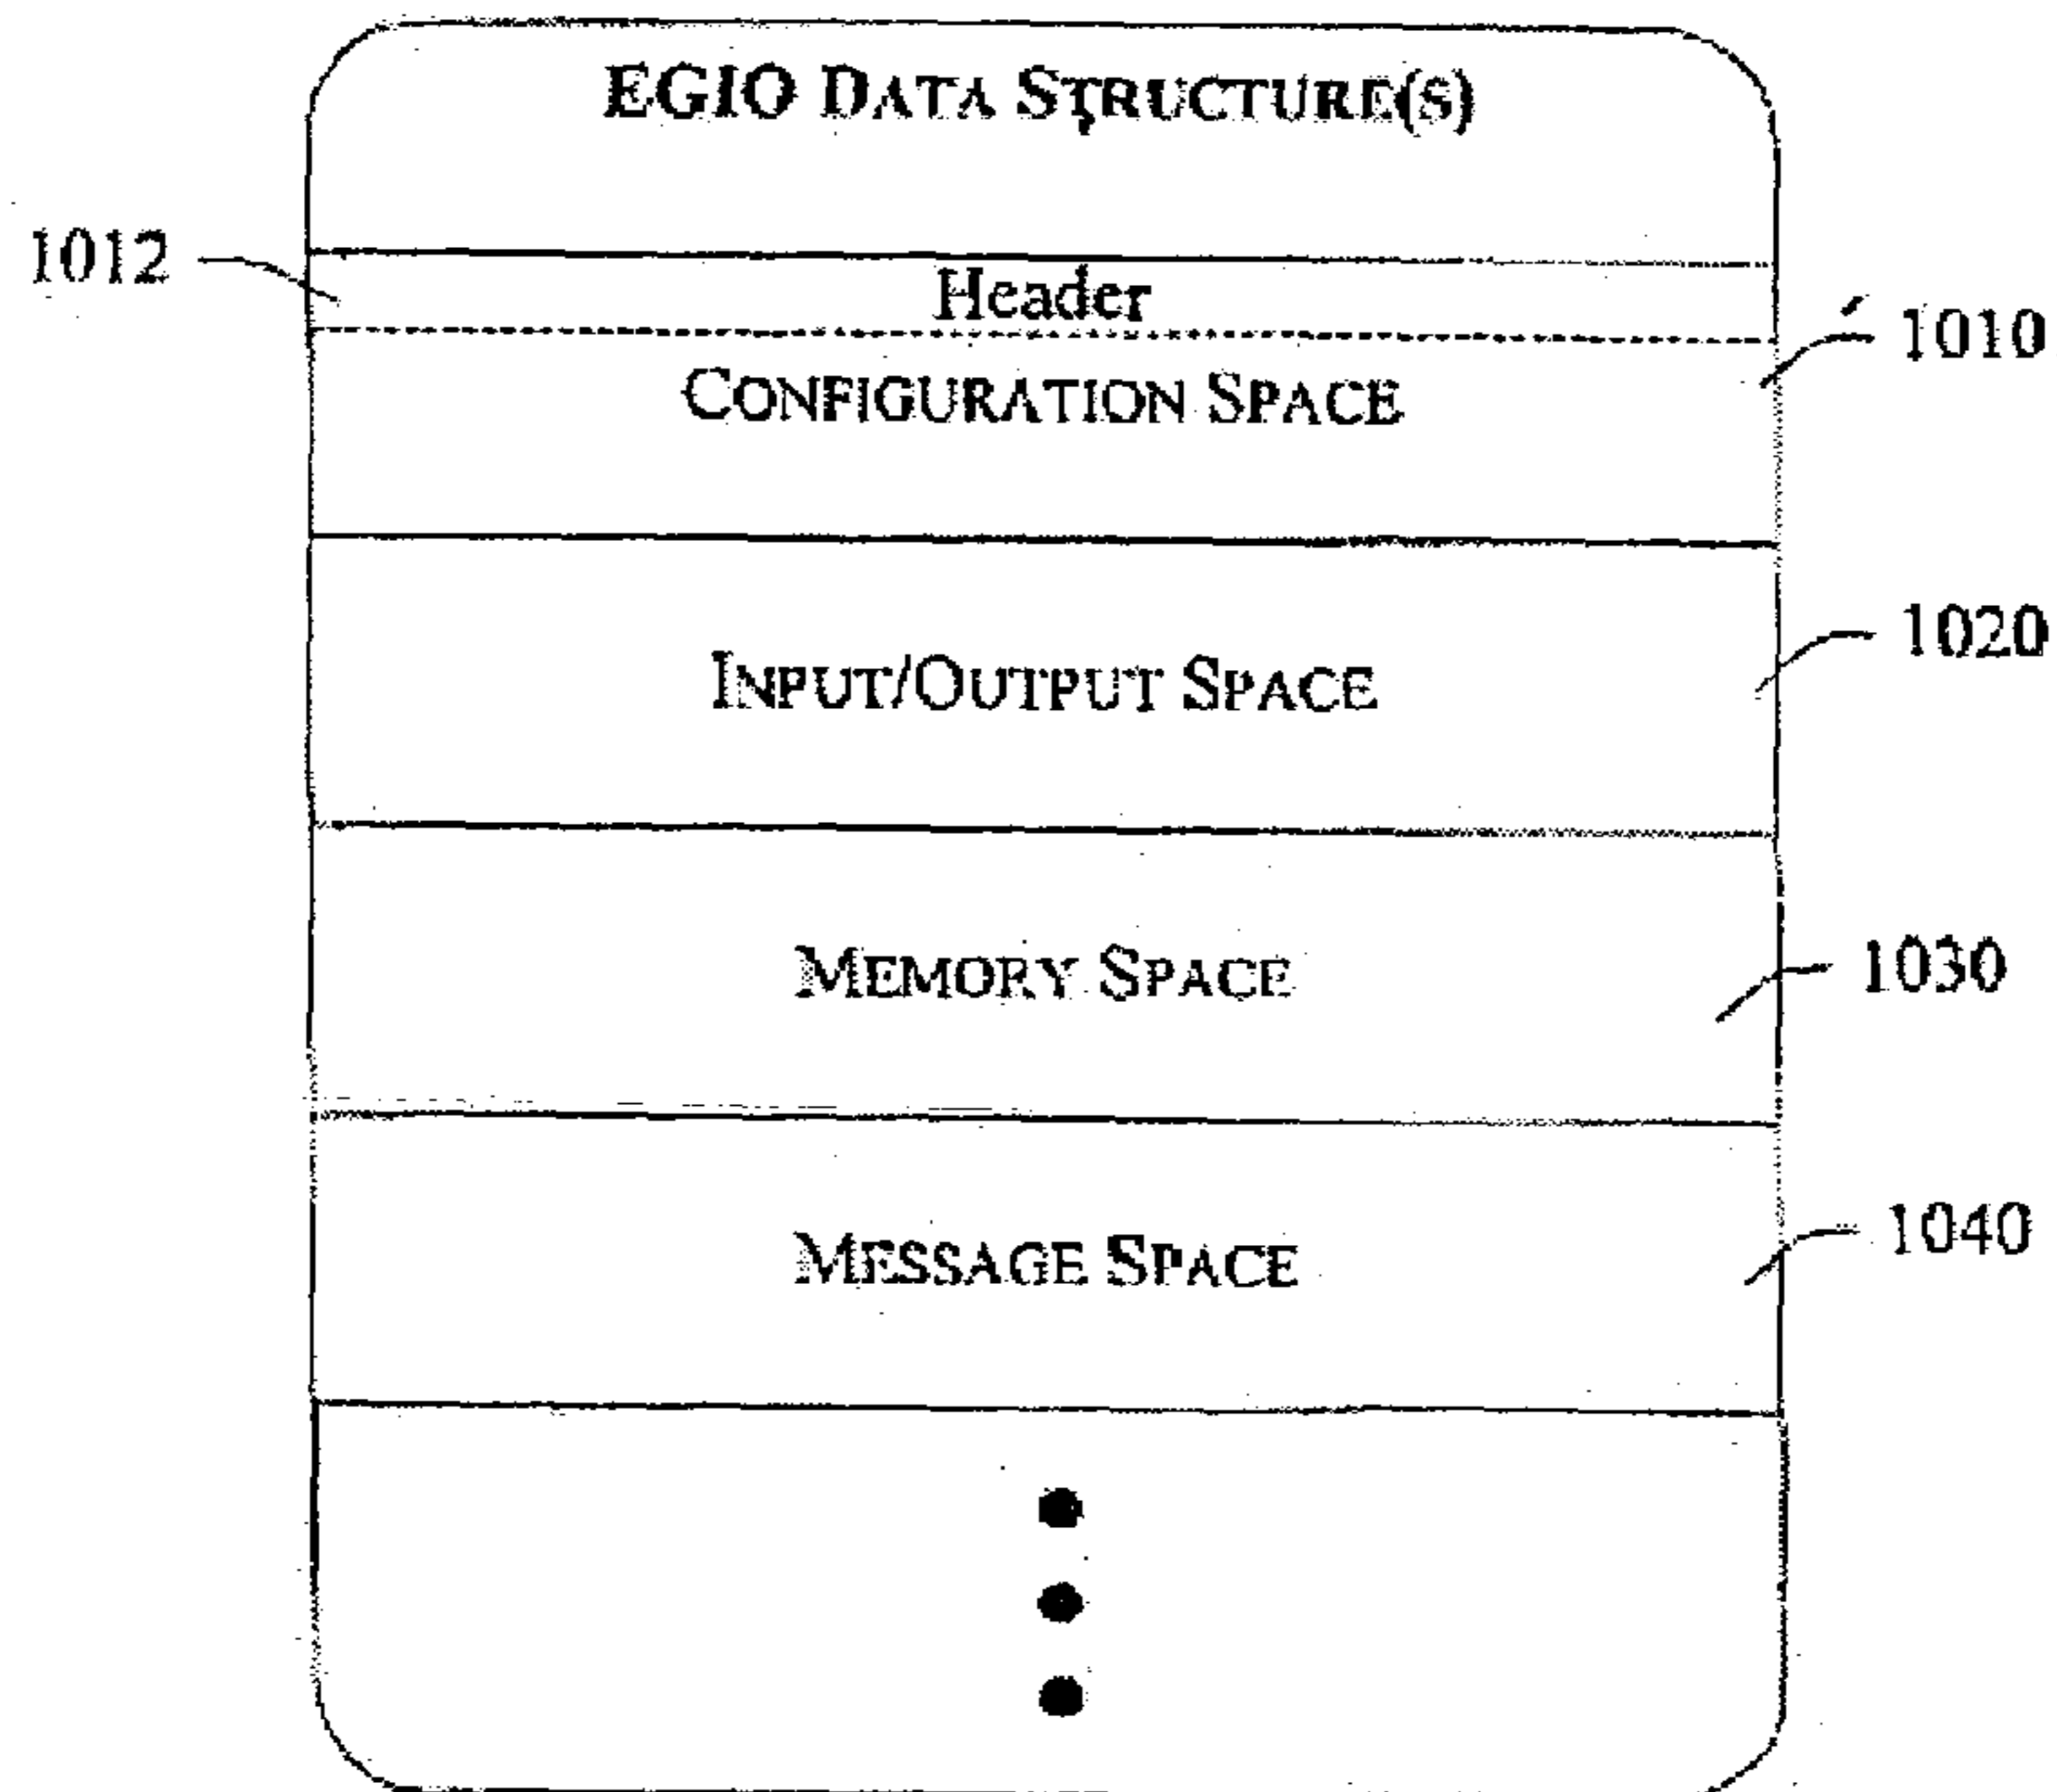 EGIO DATA STRUCTURE(S)
1012
Header
1010
CONFIGURATION SPACE
1020
INPUT/OUTPUT SPACE
1030
MEMORY SPACE
1040
MESSAGE SPACE